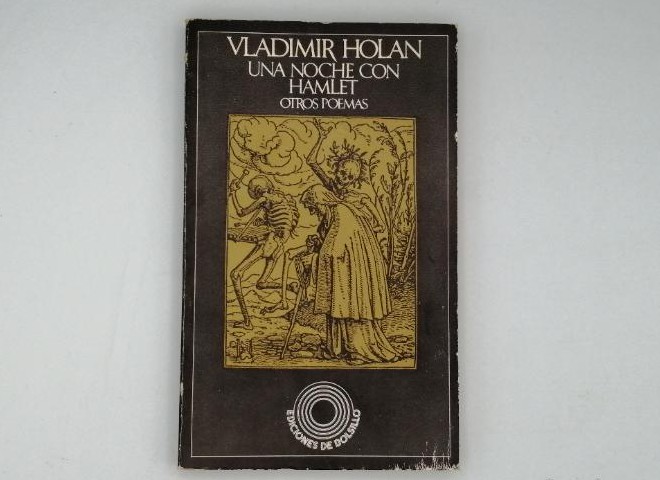 VLADIMIR HOLAN
UNA NOCHE CON
HAMLET
OTROS POEMAS
EDICIONES DE BOLSILLO